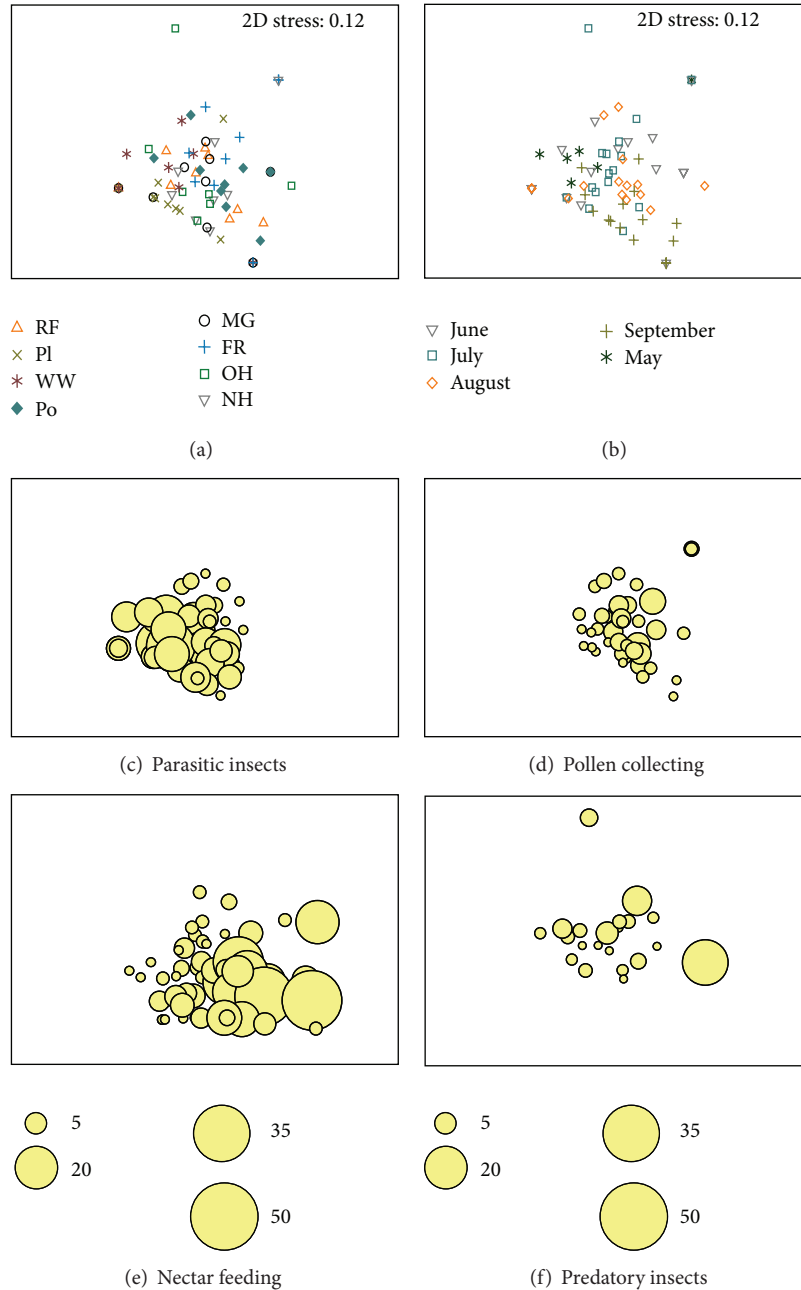 2D stress: 0.12
2D stress: 0.12
RF
Pl
WW
Po
MG
FR
OH
NH
(a)
June
July
August
September
May
(b)
(c) Parasitic insects
(d) Pollen collecting
5
20
35
50
(e) Nectar feeding
5
20
35
50
(f) Predatory insects